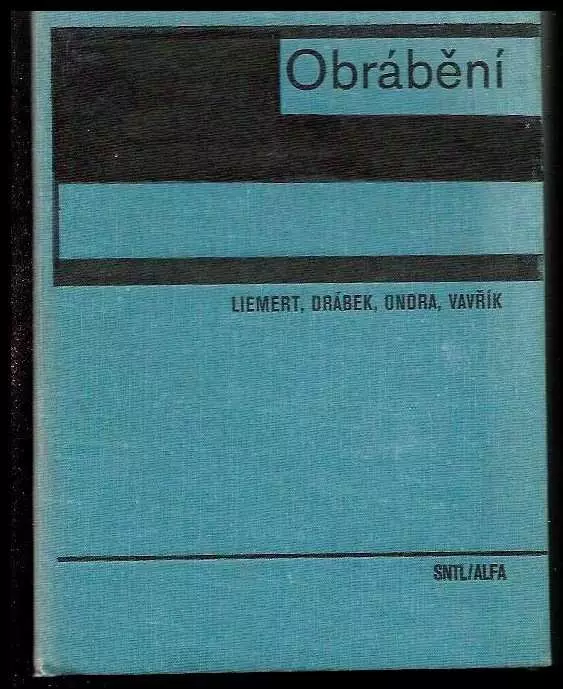 Obrábění
LIEMERT, DRÁBEK, ONDRA, VAVŘÍK
SNTL/ALFA